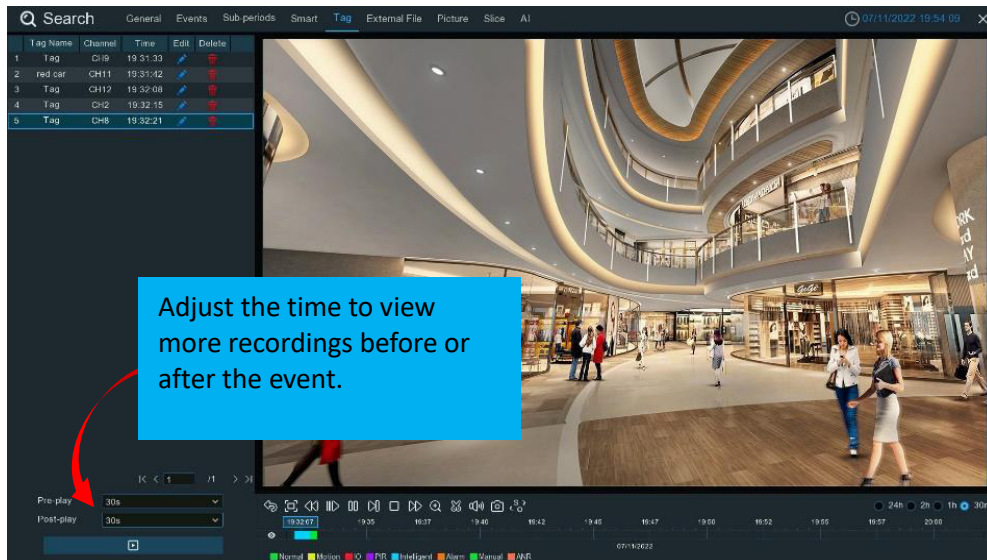 Search
General Events Sub-periods Smart Tag External File Picture Slice AI
07/11/2022 19:54:09
Tag Name Channel Time Edit Delete
1 Tag CH9 19:31:33
2 red car CH11 19:31:42
3 Tag CH12 19:32:08
4 Tag CH2 19:32:15
5 Tag CH8 19:32:21
Adjust the time to view
more recordings before or
after the event.
GoGo
1 /1
Pre-play 30s
Post-play 30s
24h 2h 1h 30m
19:32:07 19:35 19:37 19:40 19:42 19:45 19:47 19:50 19:52 19:55 19:57 20:00
07/11/2022
Normal Motion IO PIR Intelligent Alarm Manual ANR